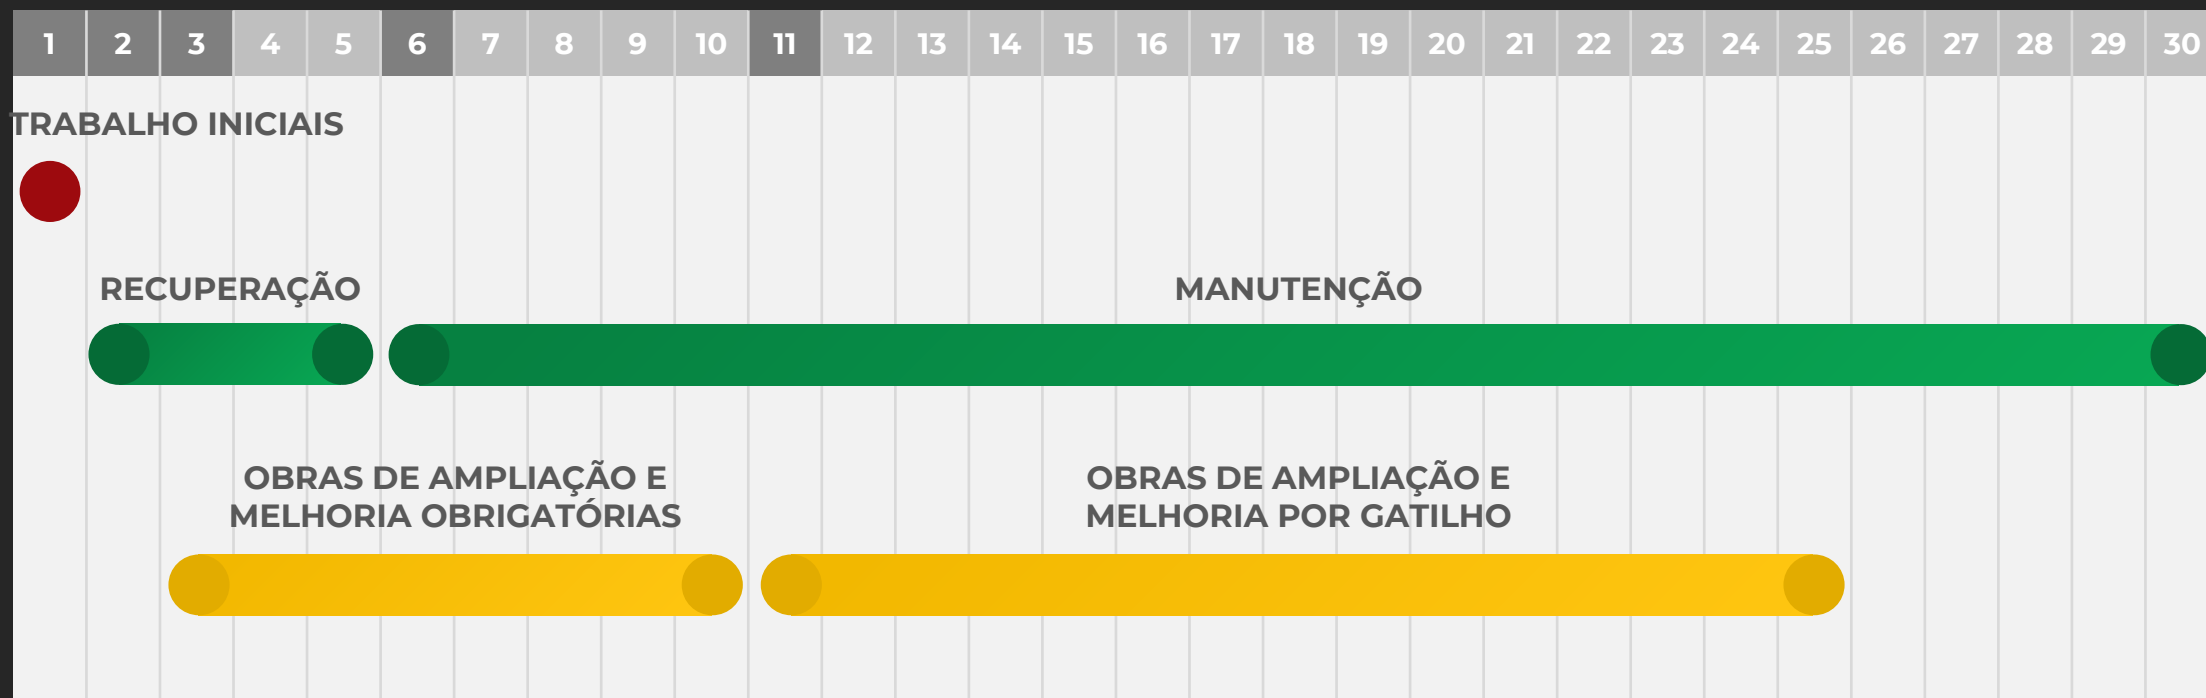 1 2 3 4 5 6 7 8 9 10 11 12 13 14 15 16 17 18 19 20 21 22 23 24 25 26 27 28 29 30
TRABALHO INICIAIS
RECUPERAÇÃO
MANUTENÇÃO
OBRAS DE AMPLIAÇÃO E
MELHORIA OBRIGATÓRIAS
OBRAS DE AMPLIAÇÃO E
MELHORIA POR GATILHO